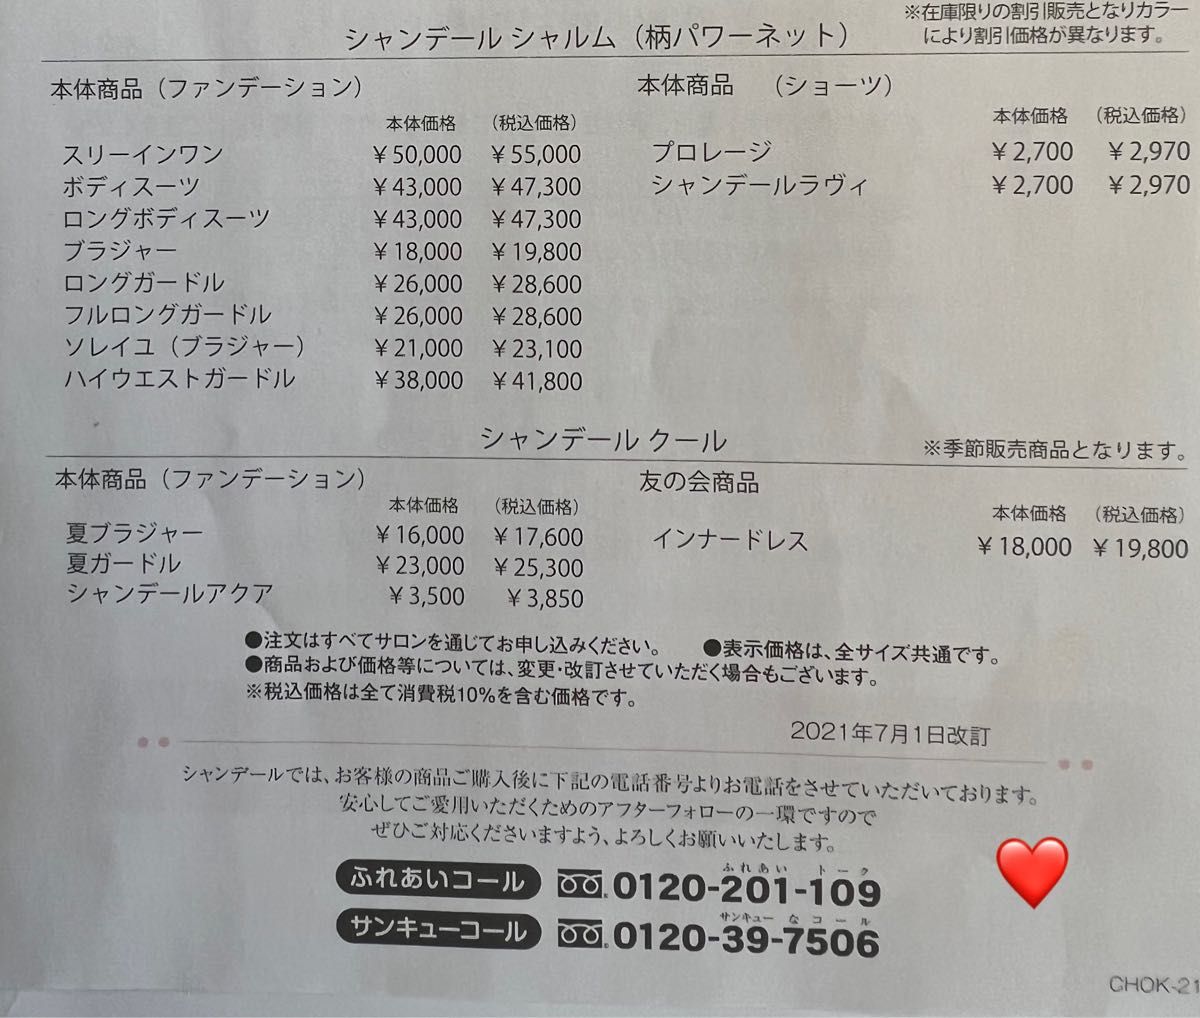 ※在庫限りの割引販売となりカラー
により割引価格が異なります。
シャンデール シャルム（柄パワーネット）
本体商品（ファンデーション）
本体価格 （税込価格）
スリーインワン ￥50,000 ￥55,000
ボディスーツ ￥43,000 ￥47,300
ロングボディスーツ ￥43,000 ￥47,300
ブラジャー ￥18,000 ￥19,800
ロングガードル ￥26,000 ￥28,600
フルロングガードル ￥26,000 ￥28,600
ソレイユ（ブラジャー） ￥21,000 ￥23,100
ハイウエストガードル ￥38,000 ￥41,800
本体商品 （ショーツ）
本体価格 （税込価格）
プロレージ ￥2,700 ￥2,970
シャンデールラヴィ ￥2,700 ￥2,970
シャンデール クール
※季節販売商品となります。
本体商品（ファンデーション）
本体価格 （税込価格）
夏ブラジャー ￥16,000 ￥17,600
夏ガードル ￥23,000 ￥25,300
シャンデールアクア ￥3,500 ￥3,850
友の会商品
本体価格 （税込価格）
インナードレス ￥18,000 ￥19,800
●注文はすべてサロンを通じてお申し込みください。 ●表示価格は、全サイズ共通です。
●商品および価格等については、変更・改訂させていただく場合もございます。
※税込価格は全て消費税10%を含む価格です。
2021年7月1日改訂
シャンデールでは、お客様の商品ご購入後に下記の電話番号よりお電話をさせていただいております。
安心してご愛用いただくためのアフターフォローの一環ですので
ぜひご対応くださいますよう、よろしくお願いいたします。
ふれあい トーク
ふれあいコール 0120-201-109
サンキュー なコール
サンキューコール 0120-39-7506
CHOK-21